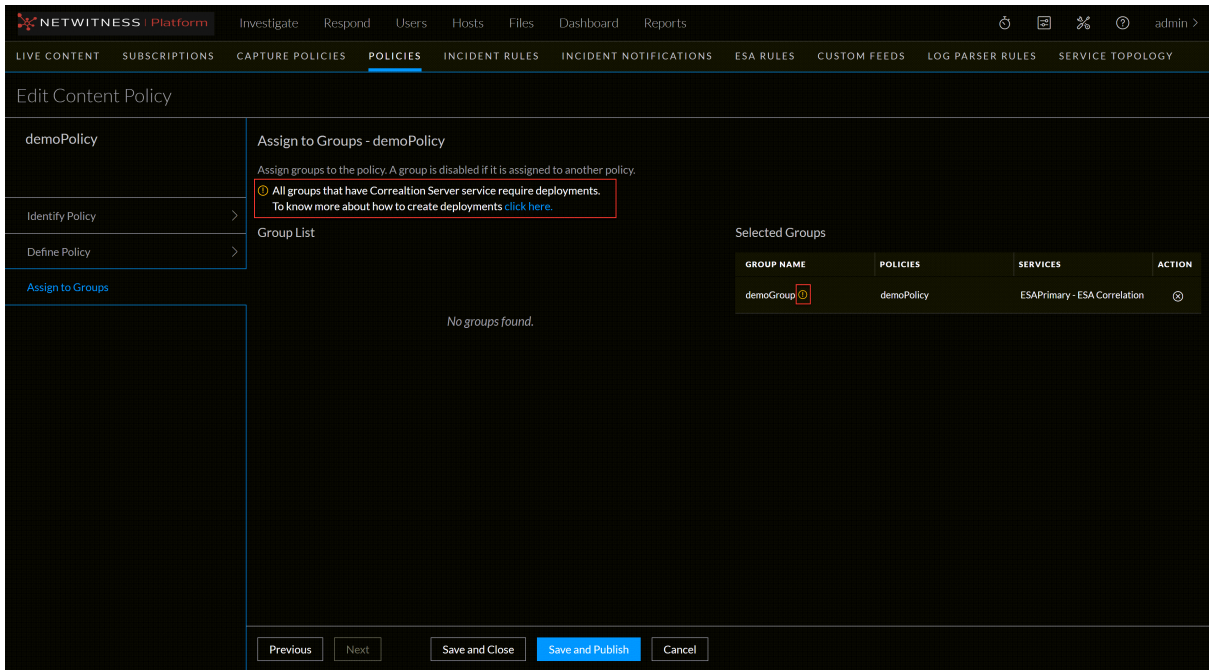 NETWITNESS | Platform Investigate Respond Users Hosts Files Dashboard Reports admin >
LIVE CONTENT SUBSCRIPTIONS CAPTURE POLICIES POLICIES INCIDENT RULES INCIDENT NOTIFICATIONS ESA RULES CUSTOM FEEDS LOG PARSER RULES SERVICE TOPOLOGY
Edit Content Policy
demoPolicy
Identify Policy
Define Policy
Assign to Groups
Assign to Groups - demoPolicy
Assign groups to the policy. A group is disabled if it is assigned to another policy.
All groups that have Correaltion Server service require deployments.
To know more about how to create deployments click here.
Group List
No groups found.
Selected Groups
GROUP NAME POLICIES SERVICES ACTION
demoGroup demoPolicy ESAPrimary - ESA Correlation
Previous Next Save and Close Save and Publish Cancel